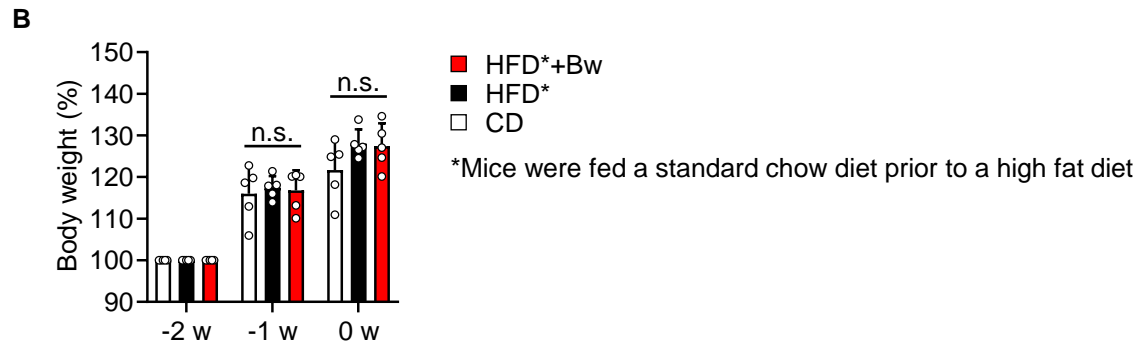 B
Body weight (%)
150
140
130
120
110
100
90
n.s.
n.s.
-2 w
-1 w
0 w
HFD*+Bw
HFD*
CD
*Mice were fed a standard chow diet prior to a high fat diet